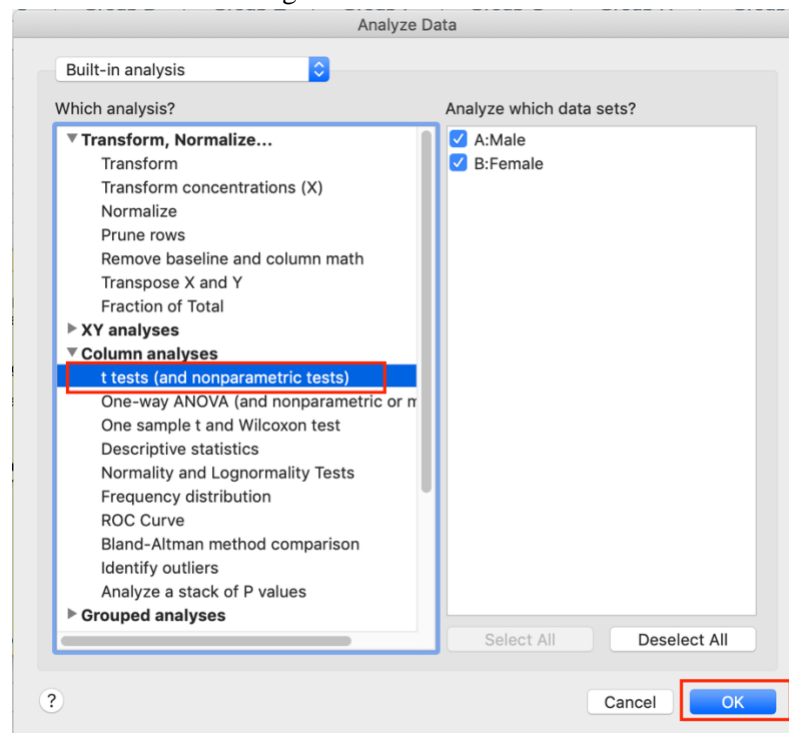 Analyze Data
Built-in analysis
Which analysis?
Analyze which data sets?
Transform, Normalize...
Transform
Transform concentrations (X)
Normalize
Prune rows
Remove baseline and column math
Transpose X and Y
Fraction of Total
XY analyses
Column analyses
t tests (and nonparametric tests)
One-way ANOVA (and nonparametric or m
One sample t and Wilcoxon test
Descriptive statistics
Normality and Lognormality Tests
Frequency distribution
ROC Curve
Bland-Altman method comparison
Identify outliers
Analyze a stack of P values
Grouped analyses
A:Male
B:Female
Select All
Deselect All
?
Cancel
OK